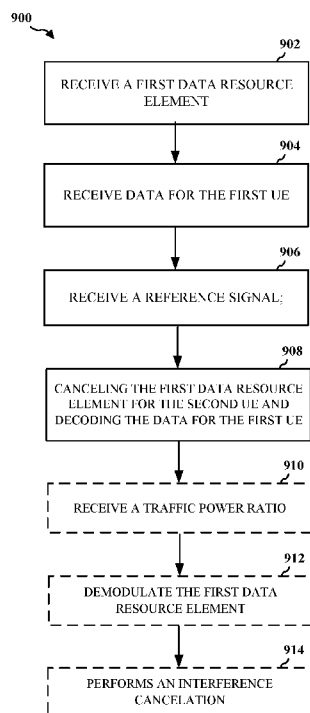 900
902
RECEIVE A FIRST DATA RESOURCE
ELEMENT
904
RECEIVE DATA FOR THE FIRST UE
906
RECEIVE A REFERENCE SIGNAL;
908
CANCELING THE FIRST DATA RESOURCE
ELEMENT FOR THE SECOND UE AND
DECODING THE DATA FOR THE FIRST UE
910
RECEIVE A TRAFFIC POWER RATIO
912
DEMODULATE THE FIRST DATA
RESOURCE ELEMENT
914
PERFORMS AN INTERFERENCE
CANCELATION